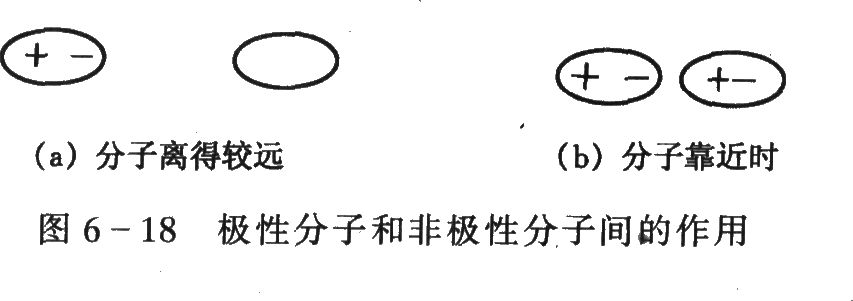 + − + − +−
(a) 分子离得较远 (b) 分子靠近时
图 6-18 极性分子和非极性分子间的作用